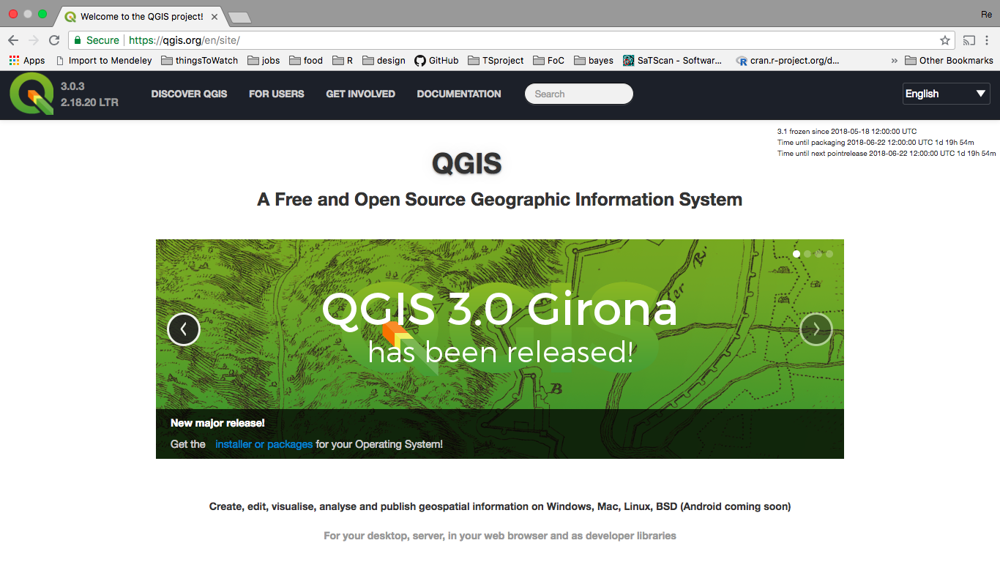 Welcome to the QGIS project!
Re
Secure https://qgis.org/en/site/
Apps Import to Mendeley thingsToWatch jobs food R design GitHub TSproject FoC bayes SaTScan - Softwar... cran.r-project.org/d... » Other Bookmarks
3.0.3
2.18.20 LTR
DISCOVER QGIS FOR USERS GET INVOLVED DOCUMENTATION Search English
3.1 frozen since 2018-05-18 12:00:00 UTC
Time until packaging 2018-06-22 12:00:00 UTC 1d 19h 54m
Time until next pointrelease 2018-06-22 12:00:00 UTC 1d 19h 54m
QGIS
A Free and Open Source Geographic Information System
QGIS
QGIS 3.0 Girona
has been released!
R.
B
New major release!
Get the installer or packages for your Operating System!
Create, edit, visualise, analyse and publish geospatial information on Windows, Mac, Linux, BSD (Android coming soon)
For your desktop, server, in your web browser and as developer libraries